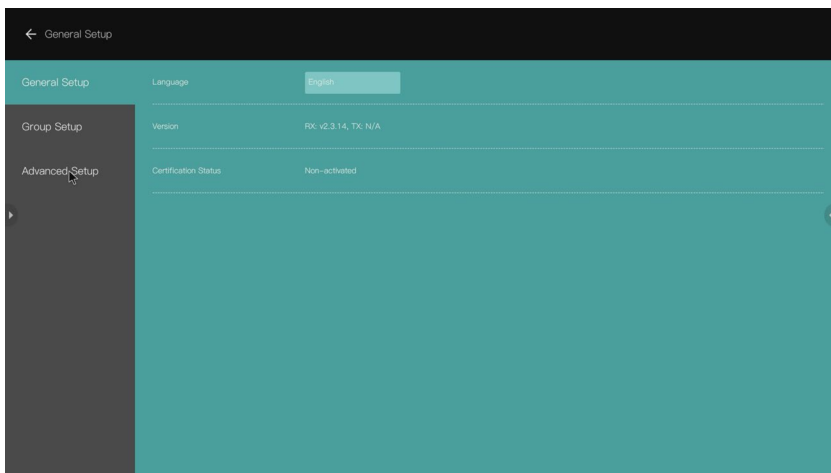 General Setup
General Setup
Language
English
Group Setup
Version
RX: v2.3.14, TX: N/A
Advanced Setup
Certification Status
Non-activated